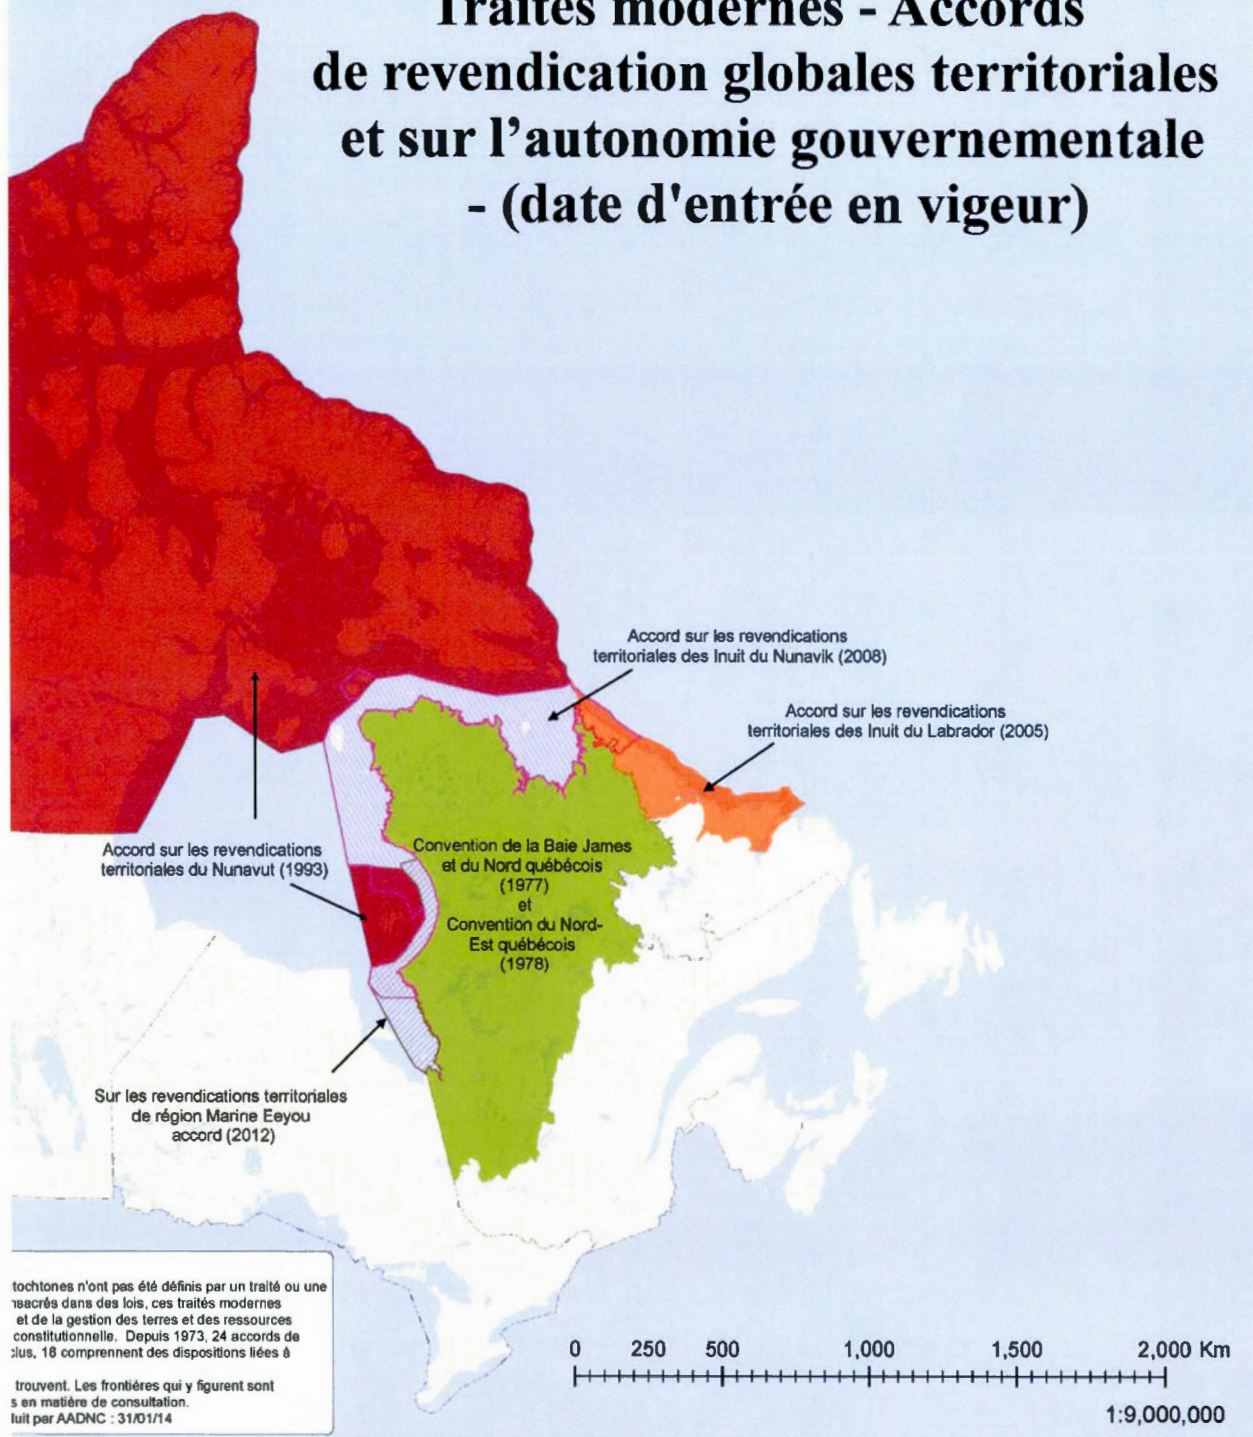 Traités modernes - Accords
de revendication globales territoriales
et sur l'autonomie gouvernementale
- (date d'entrée en vigeur)
Accord sur les revendications
territoriales des Inuit du Nunavik (2008)
Accord sur les revendications
territoriales des Inuit du Labrador (2005)
Accord sur les revendications
territoriales du Nunavut (1993)
Convention de la Baie James
et du Nord québécois
(1977)
et
Convention du Nord-
Est québécois
(1978)
Sur les revendications territoriales
de région Marine Eeyou
accord (2012)
tochtones n'ont pas été définis par un traité ou une
nsacrés dans des lois, ces traités modernes
et de la gestion des terres et des ressources
constitutionnelle. Depuis 1973, 24 accords de
clus, 18 comprennent des dispositions liées à
trouvent. Les frontiéres qui y figurent sont
s en matière de consultation.
luit par AADNC : 31/01/14
0 250 500 1,000 1,500 2,000 Km
1:9,000,000